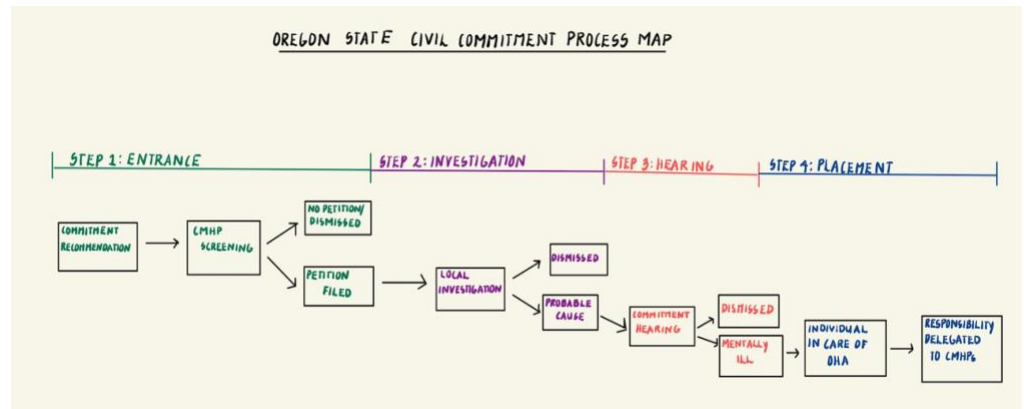 OREGON STATE CIVIL COMMITMENT PROCESS MAP
STEP 1: ENTRANCE
STEP 2: INVESTIGATION
STEP 3: HEARING
STEP 4: PLACEMENT
COMMITMENT
RECOMMENDATION
CMHP
SCREENING
NO PETITION/
DISMISSED
PETITION
FILED
LOCAL
INVESTIGATION
DISMISSED
PROBABLE
CAUSE
COMMITMENT
HEARING
DISMISSED
MENTALLY
ILL
INDIVIDUAL
IN CARE OF
OHA
RESPONSIBILITY
DELEGATED
TO CMHPs